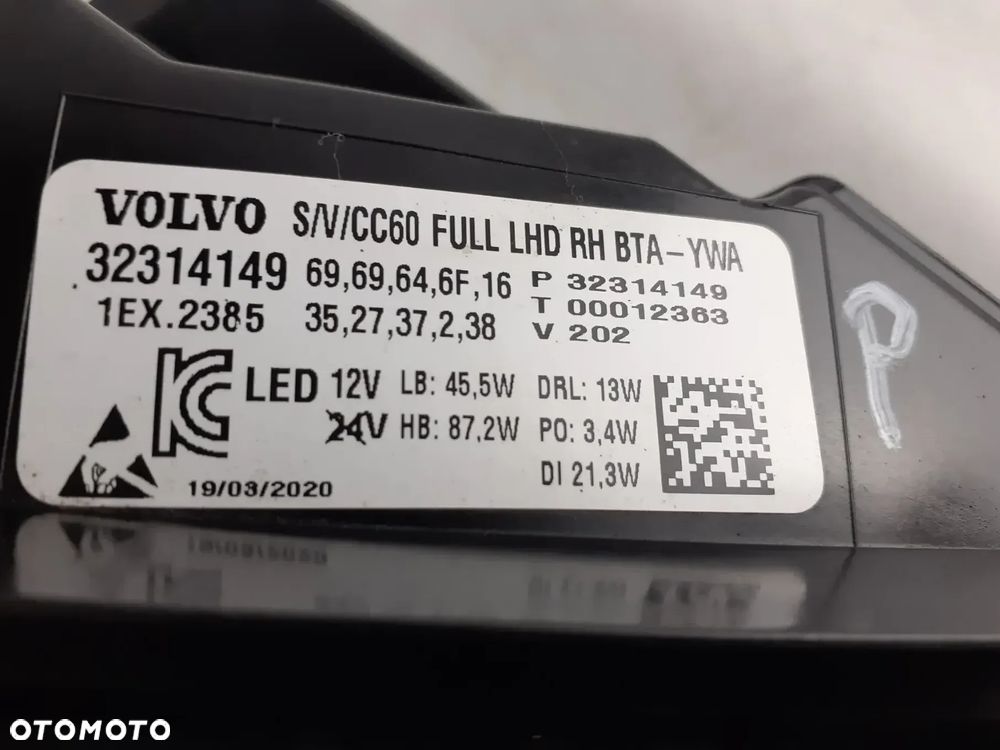 VOLVO S/V/CC60 FULL LHD RH BTA-YWA
32314149 69,69,64,6F,16 P 32314149
1EX.2385 35,27,37,2,38 T 00012363
V 202
LED 12V LB: 45,5W DRL: 13W
24V HB: 87,2W PO: 3,4W
DI 21,3W
19/03/2020
P
OTOMOTO